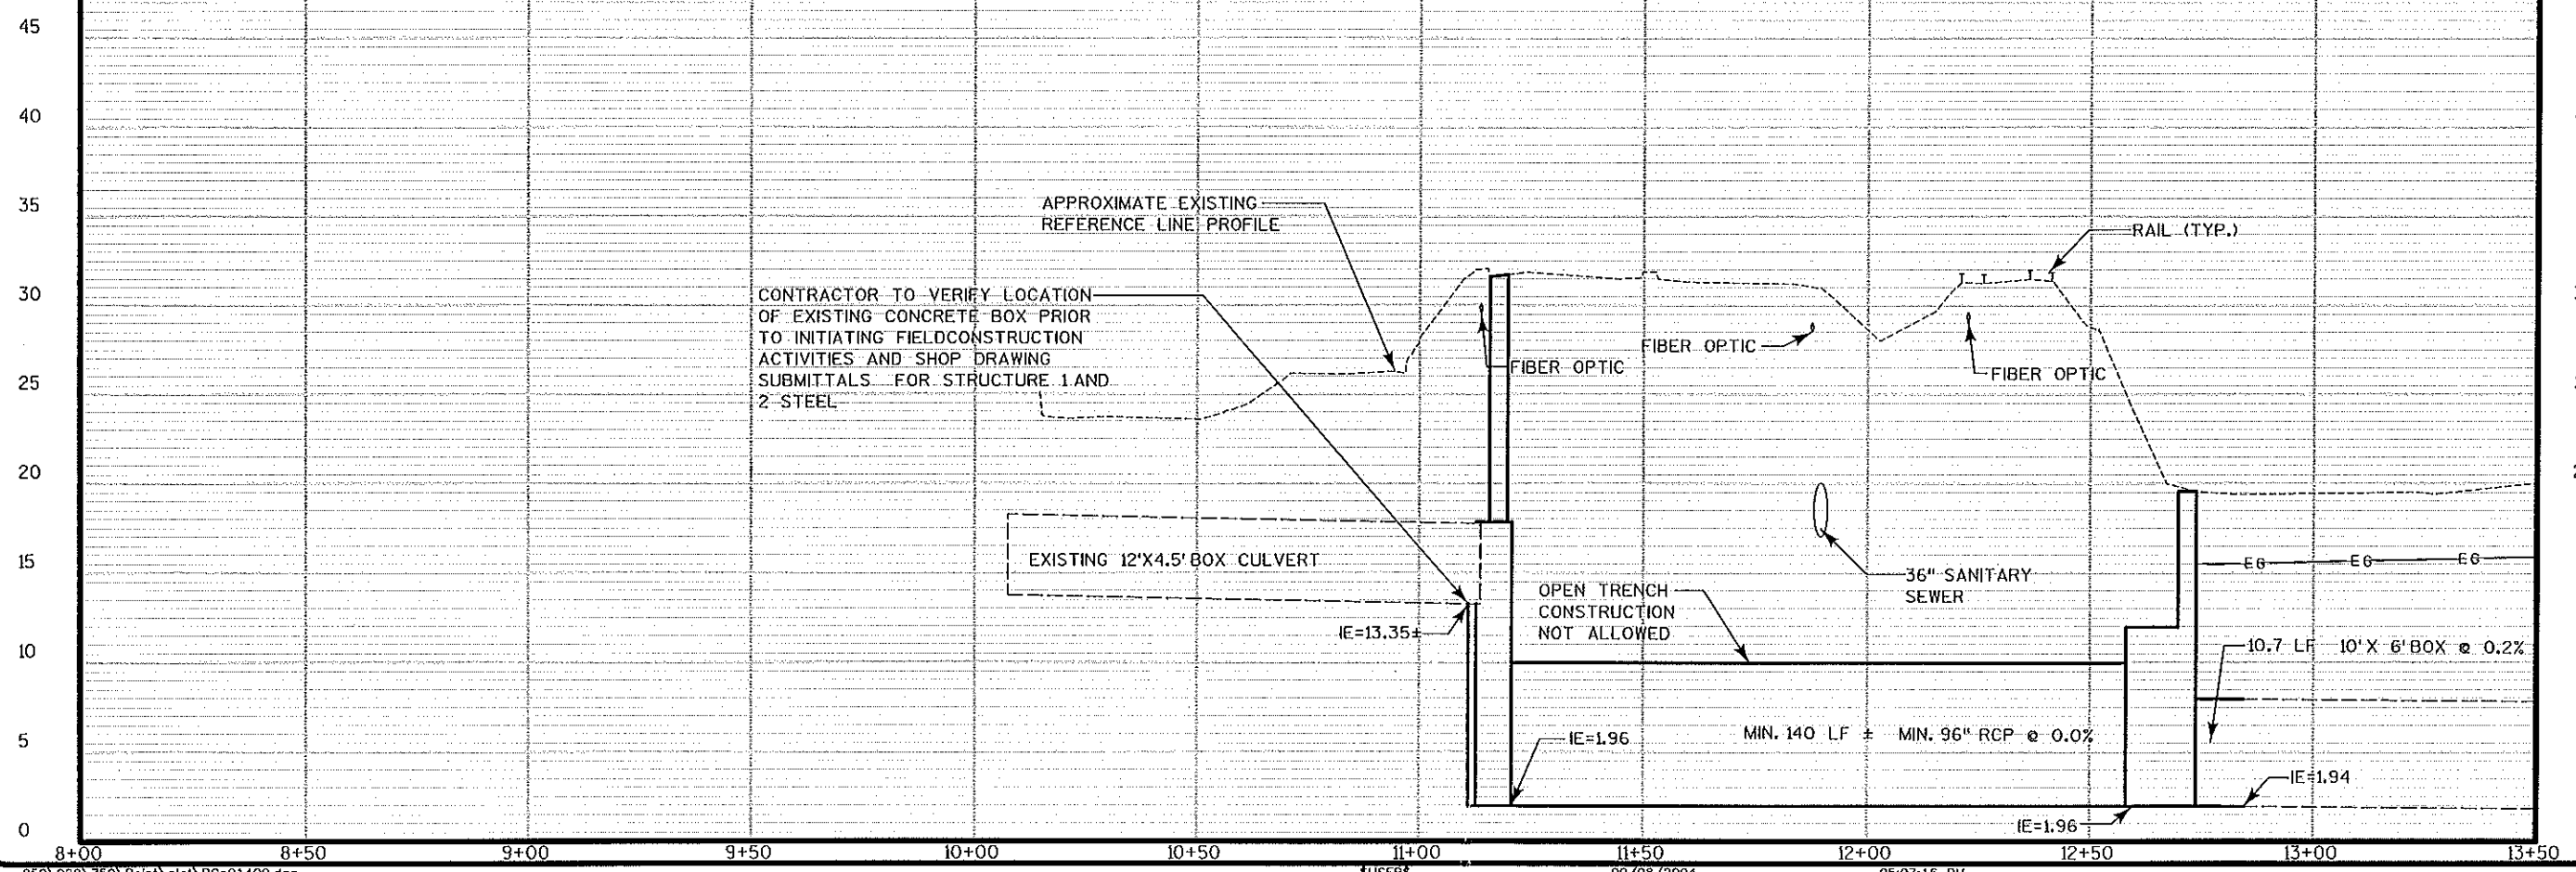 45
40
35
30
25
20
15
10
5
0
APPROXIMATE EXISTING
REFERENCE LINE PROFILE
RAIL (TYP.)
CONTRACTOR TO VERIFY LOCATION
OF EXISTING CONCRETE BOX PRIOR
TO INITIATING FIELDCONSTRUCTION
ACTIVITIES AND SHOP DRAWING
SUBMITTALS FOR STRUCTURE 1 AND
2 STEEL
FIBER OPTIC
FIBER OPTIC
FIBER OPTIC
EXISTING 12'X4.5' BOX CULVERT
IE=13.35±
OPEN TRENCH
CONSTRUCTION
NOT ALLOWED
36" SANITARY
SEWER
EG EG EG
10.7 LF 10'X 6' BOX @ 0.2%
IE=1.96
MIN. 140 LF ± MIN. 96" RCP @ 0.0%
IE=1.94
IE=1.96
8+00 8+50 9+00 9+50 10+00 10+50 11+00 11+50 12+00 12+50 13+00 13+50